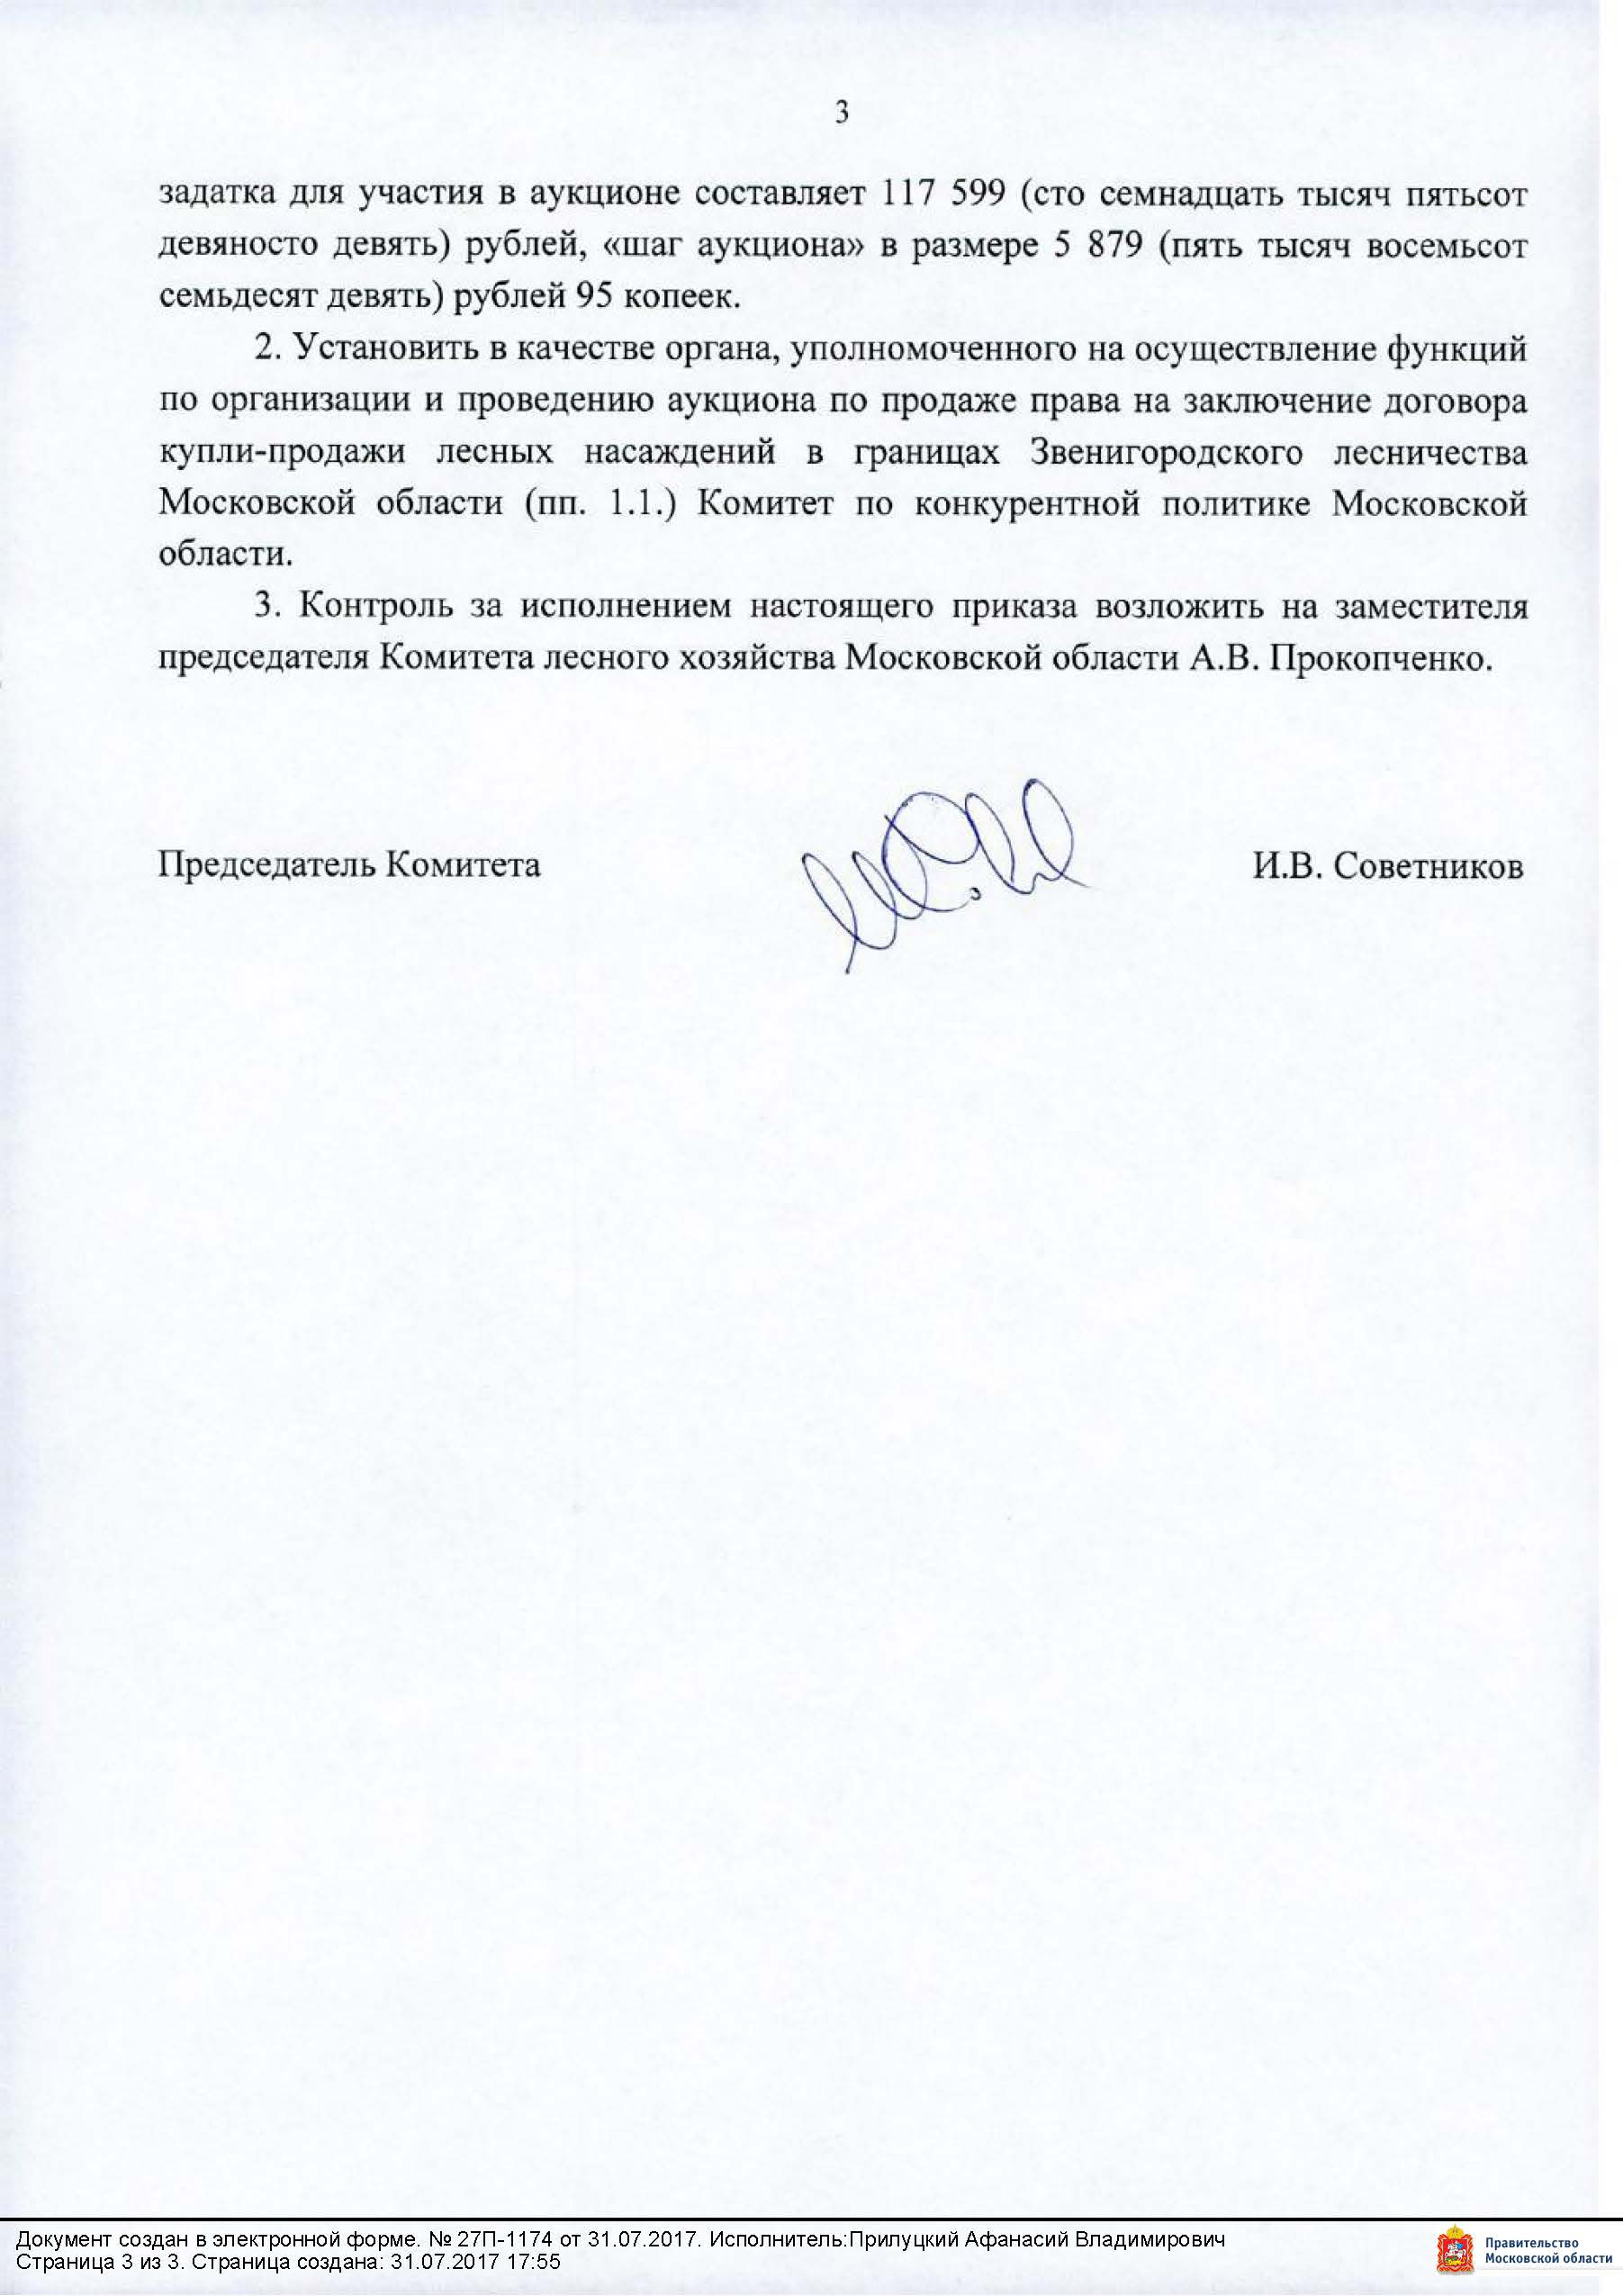 3
задатка для участия в аукционе составляет 117 599 (сто семнадцать тысяч пятьсот
девяносто девять) рублей, «шаг аукциона» в размере 5 879 (пять тысяч восемьсот
семьдесят девять) рублей 95 копеек.
2. Установить в качестве органа, уполномоченного на осуществление функций
по организации и проведению аукциона по продаже права на заключение договора
купли-продажи лесных насаждений в границах Звенигородского лесничества
Московской области (пп. 1.1.) Комитет по конкурентной политике Московской
области.
3. Контроль за исполнением настоящего приказа возложить на заместителя
председателя Комитета лесного хозяйства Московской области А.В. Прокопченко.
Председатель Комитета И.В. Советников
Документ создан в электронной форме. № 27П-1174 от 31.07.2017. Исполнитель:Прилуцкий Афанасий Владимирович
Страница 3 из 3. Страница создана: 31.07.2017 17:55
Правительство
Московской области